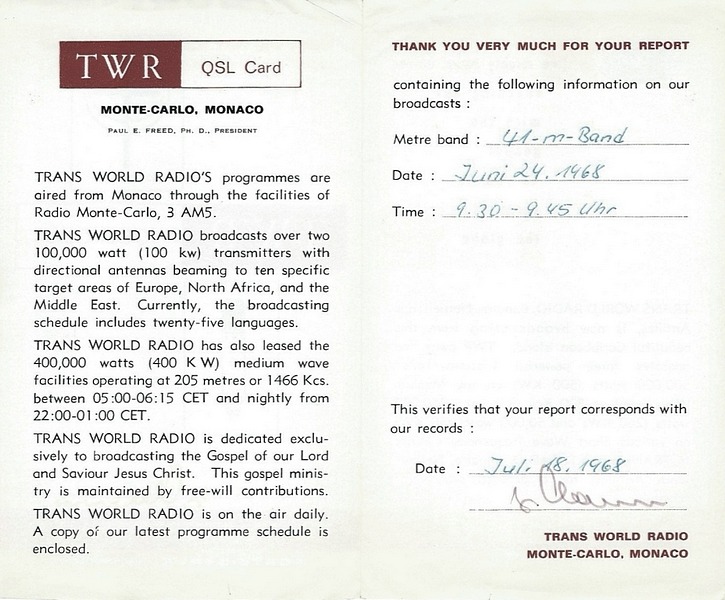 TWR QSL Card
MONTE-CARLO, MONACO
PAUL E. FREED, PH. D., PRESIDENT
TRANS WORLD RADIO'S programmes are
aired from Monaco through the facilities of
Radio Monte-Carlo, 3 AM5.
TRANS WORLD RADIO broadcasts over two
100,000 watt (100 kw) transmitters with
directional antennas beaming to ten specific
target areas of Europe, North Africa, and the
Middle East. Currently, the broadcasting
schedule includes twenty-five languages.
TRANS WORLD RADIO has also leased the
400,000 watts (400 KW) medium wave
facilities operating at 205 metres or 1466 Kcs.
between 05:00-06:15 CET and nightly from
22:00-01:00 CET.
TRANS WORLD RADIO is dedicated exclu-
sively to broadcasting the Gospel of our Lord
and Saviour Jesus Christ. This gospel minis-
try is maintained by free-will contributions.
TRANS WORLD RADIO is on the air daily.
A copy of our latest programme schedule is
enclosed.
THANK YOU VERY MUCH FOR YOUR REPORT
containing the following information on our
broadcasts :
Metre band : 41-m-Band
Date : Juni 24. 1968
Time : 9.30 - 9.45 Uhr
This verifies that your report corresponds with
our records :
Date : Juli 18. 1968
TRANS WORLD RADIO
MONTE-CARLO, MONACO